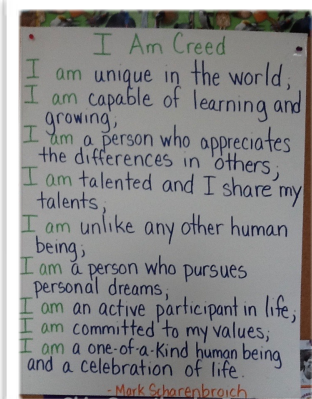 I Am Creed
I am unique in the world;
I am capable of learning and
growing;
I am a person who appreciates
the differences in others;
I am talented and I share my
talents;
I am unlike any other human
being;
I am a person who pursues
personal dreams;
I am an active participant in life;
I am committed to my values;
I am a one-of-a-kind human being
and a celebration of life.
- Mark Scharenbroich